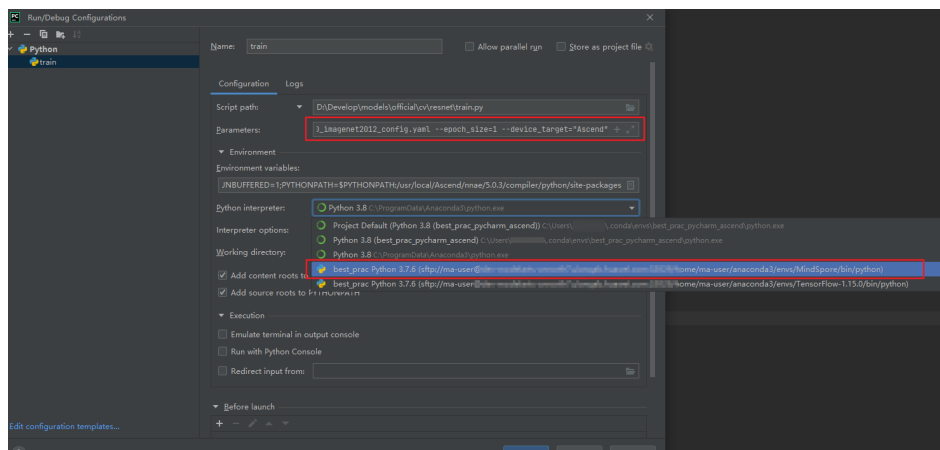 Run/Debug Configurations
Python
train
Name: train
Allow parallel run
Store as project file
Configuration Logs
Script path: D:\Develop\models\official\cv\resnet\train.py
Parameters: _imagenet2012_config.yaml --epoch_size=1 --device_target="Ascend"
Environment
Environment variables:
JNBUFFERED=1;PYTHONPATH=$PYTHONPATH:/usr/local/Ascend/nnae/5.0.3/compiler/python/site-packages
Python interpreter: Python 3.8 C:\ProgramData\Anaconda3\python.exe
Interpreter options: Project Default (Python 3.8 (best_prac_pycharm_ascend)) C:\Users\ \.conda\envs\best_prac_pycharm_ascend\python.exe
Python 3.8 (best_prac_pycharm_ascend) C:\Users\ .conda\envs\best_prac_pycharm_ascend\python.exe
Working directory: Python 3.8 C:\ProgramData\Anaconda3\python.exe
Add content roots to best_prac Python 3.7.6 (sftp://ma-user@ home/ma-user/anaconda3/envs/MindSpore/bin/python)
Add source roots to PYTHONPATH best_prac Python 3.7.6 (sftp://ma-user home/ma-user/anaconda3/envs/TensorFlow-1.15.0/bin/python)
Execution
Emulate terminal in output console
Run with Python Console
Redirect input from:
Before launch
Edit configuration templates...